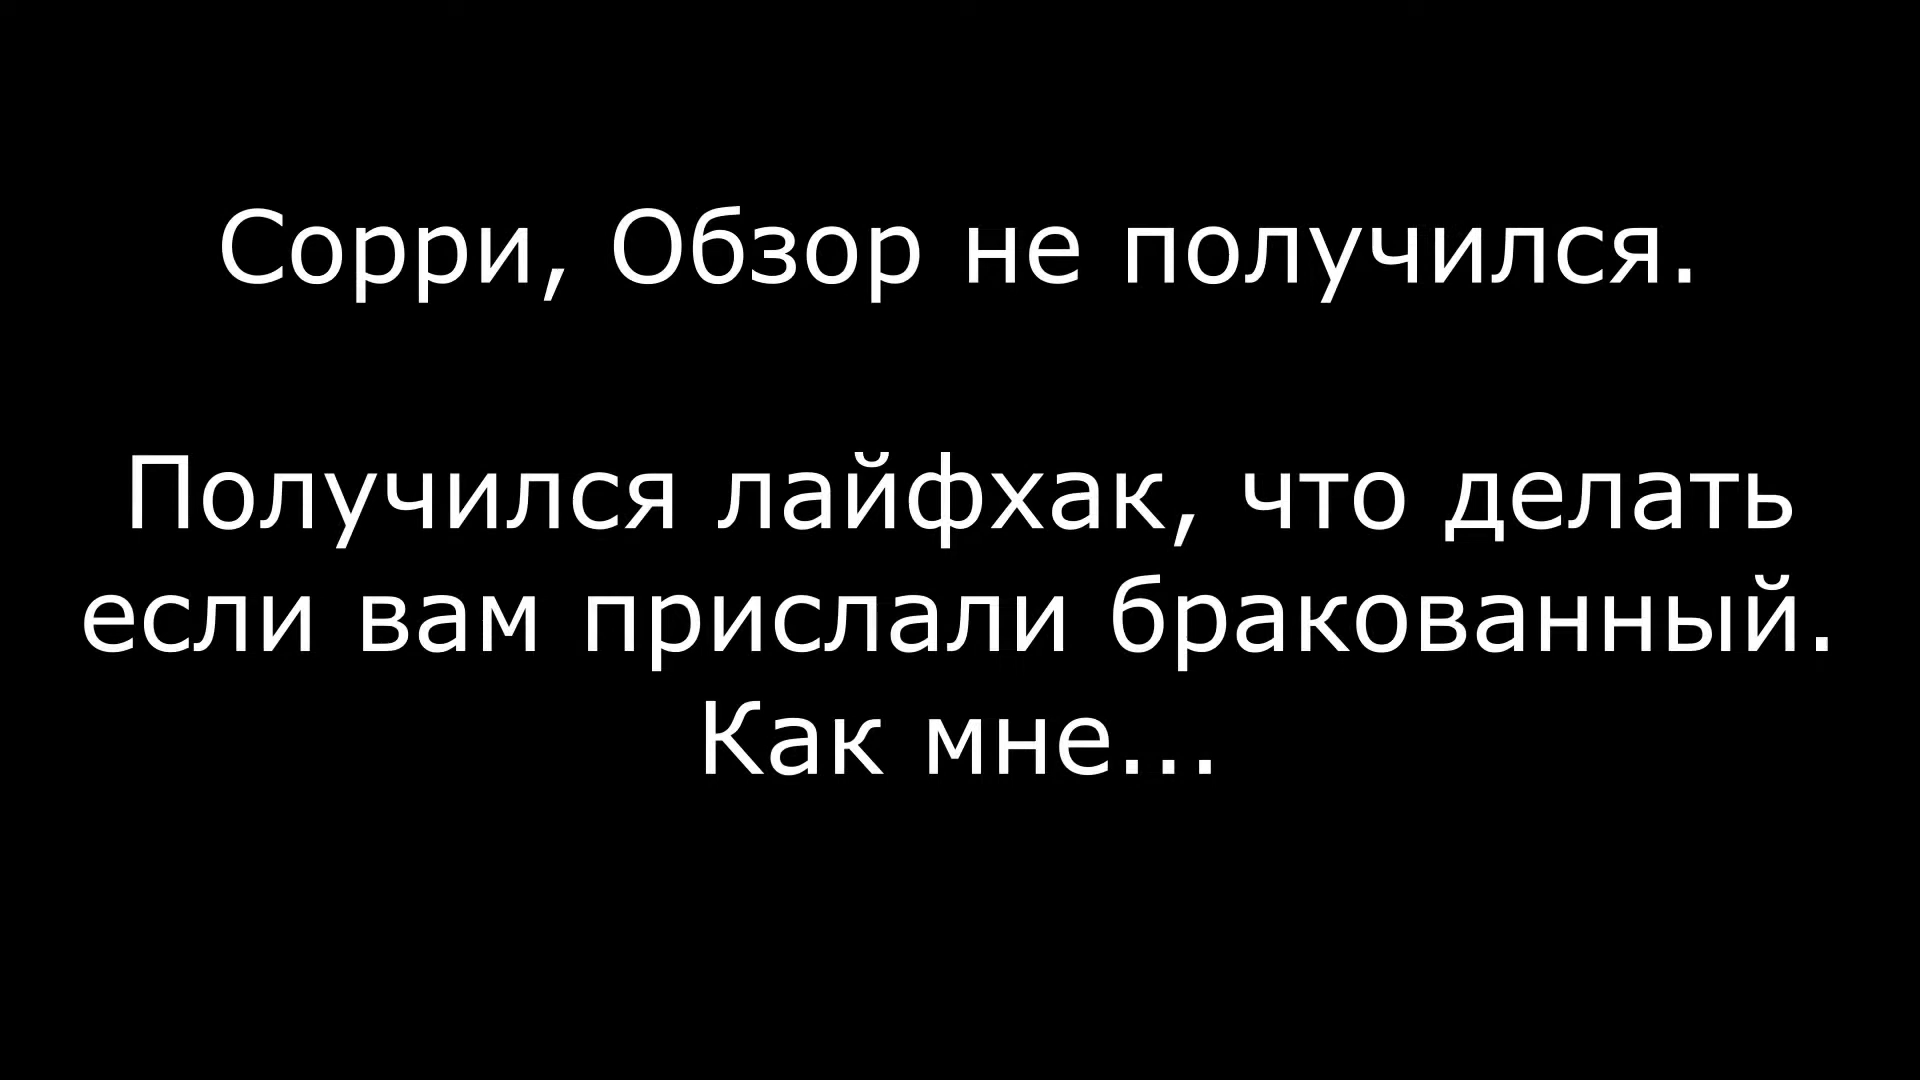 Сорри, Обзор не получился.
Получился лайфхак, что делать
если вам прислали бракованный.
Как мне...